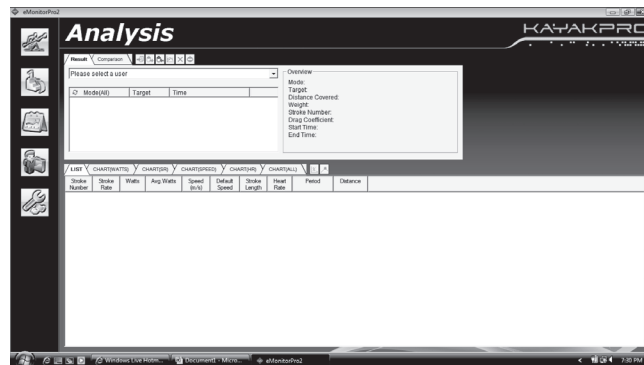 eMonitorPro2
Analysis
KAYAKPRO
Result Comparison
Please select a user
Mode(All) Target Time
Overview
Mode:
Target:
Distance Covered:
Weight:
Stroke Number:
Drag Coefficient:
Start Time:
End Time:
LIST CHART(WATTS) CHART(SR) CHART(SPEED) CHART(HR) CHART(ALL)
Stroke Number Stroke Rate Watts Avg.Watts Speed (m/s) Default Speed Stroke Length Heart Rate Period Distance
Windows Live Hotm... Document1 - Micro... eMonitorPro2 7:30 PM